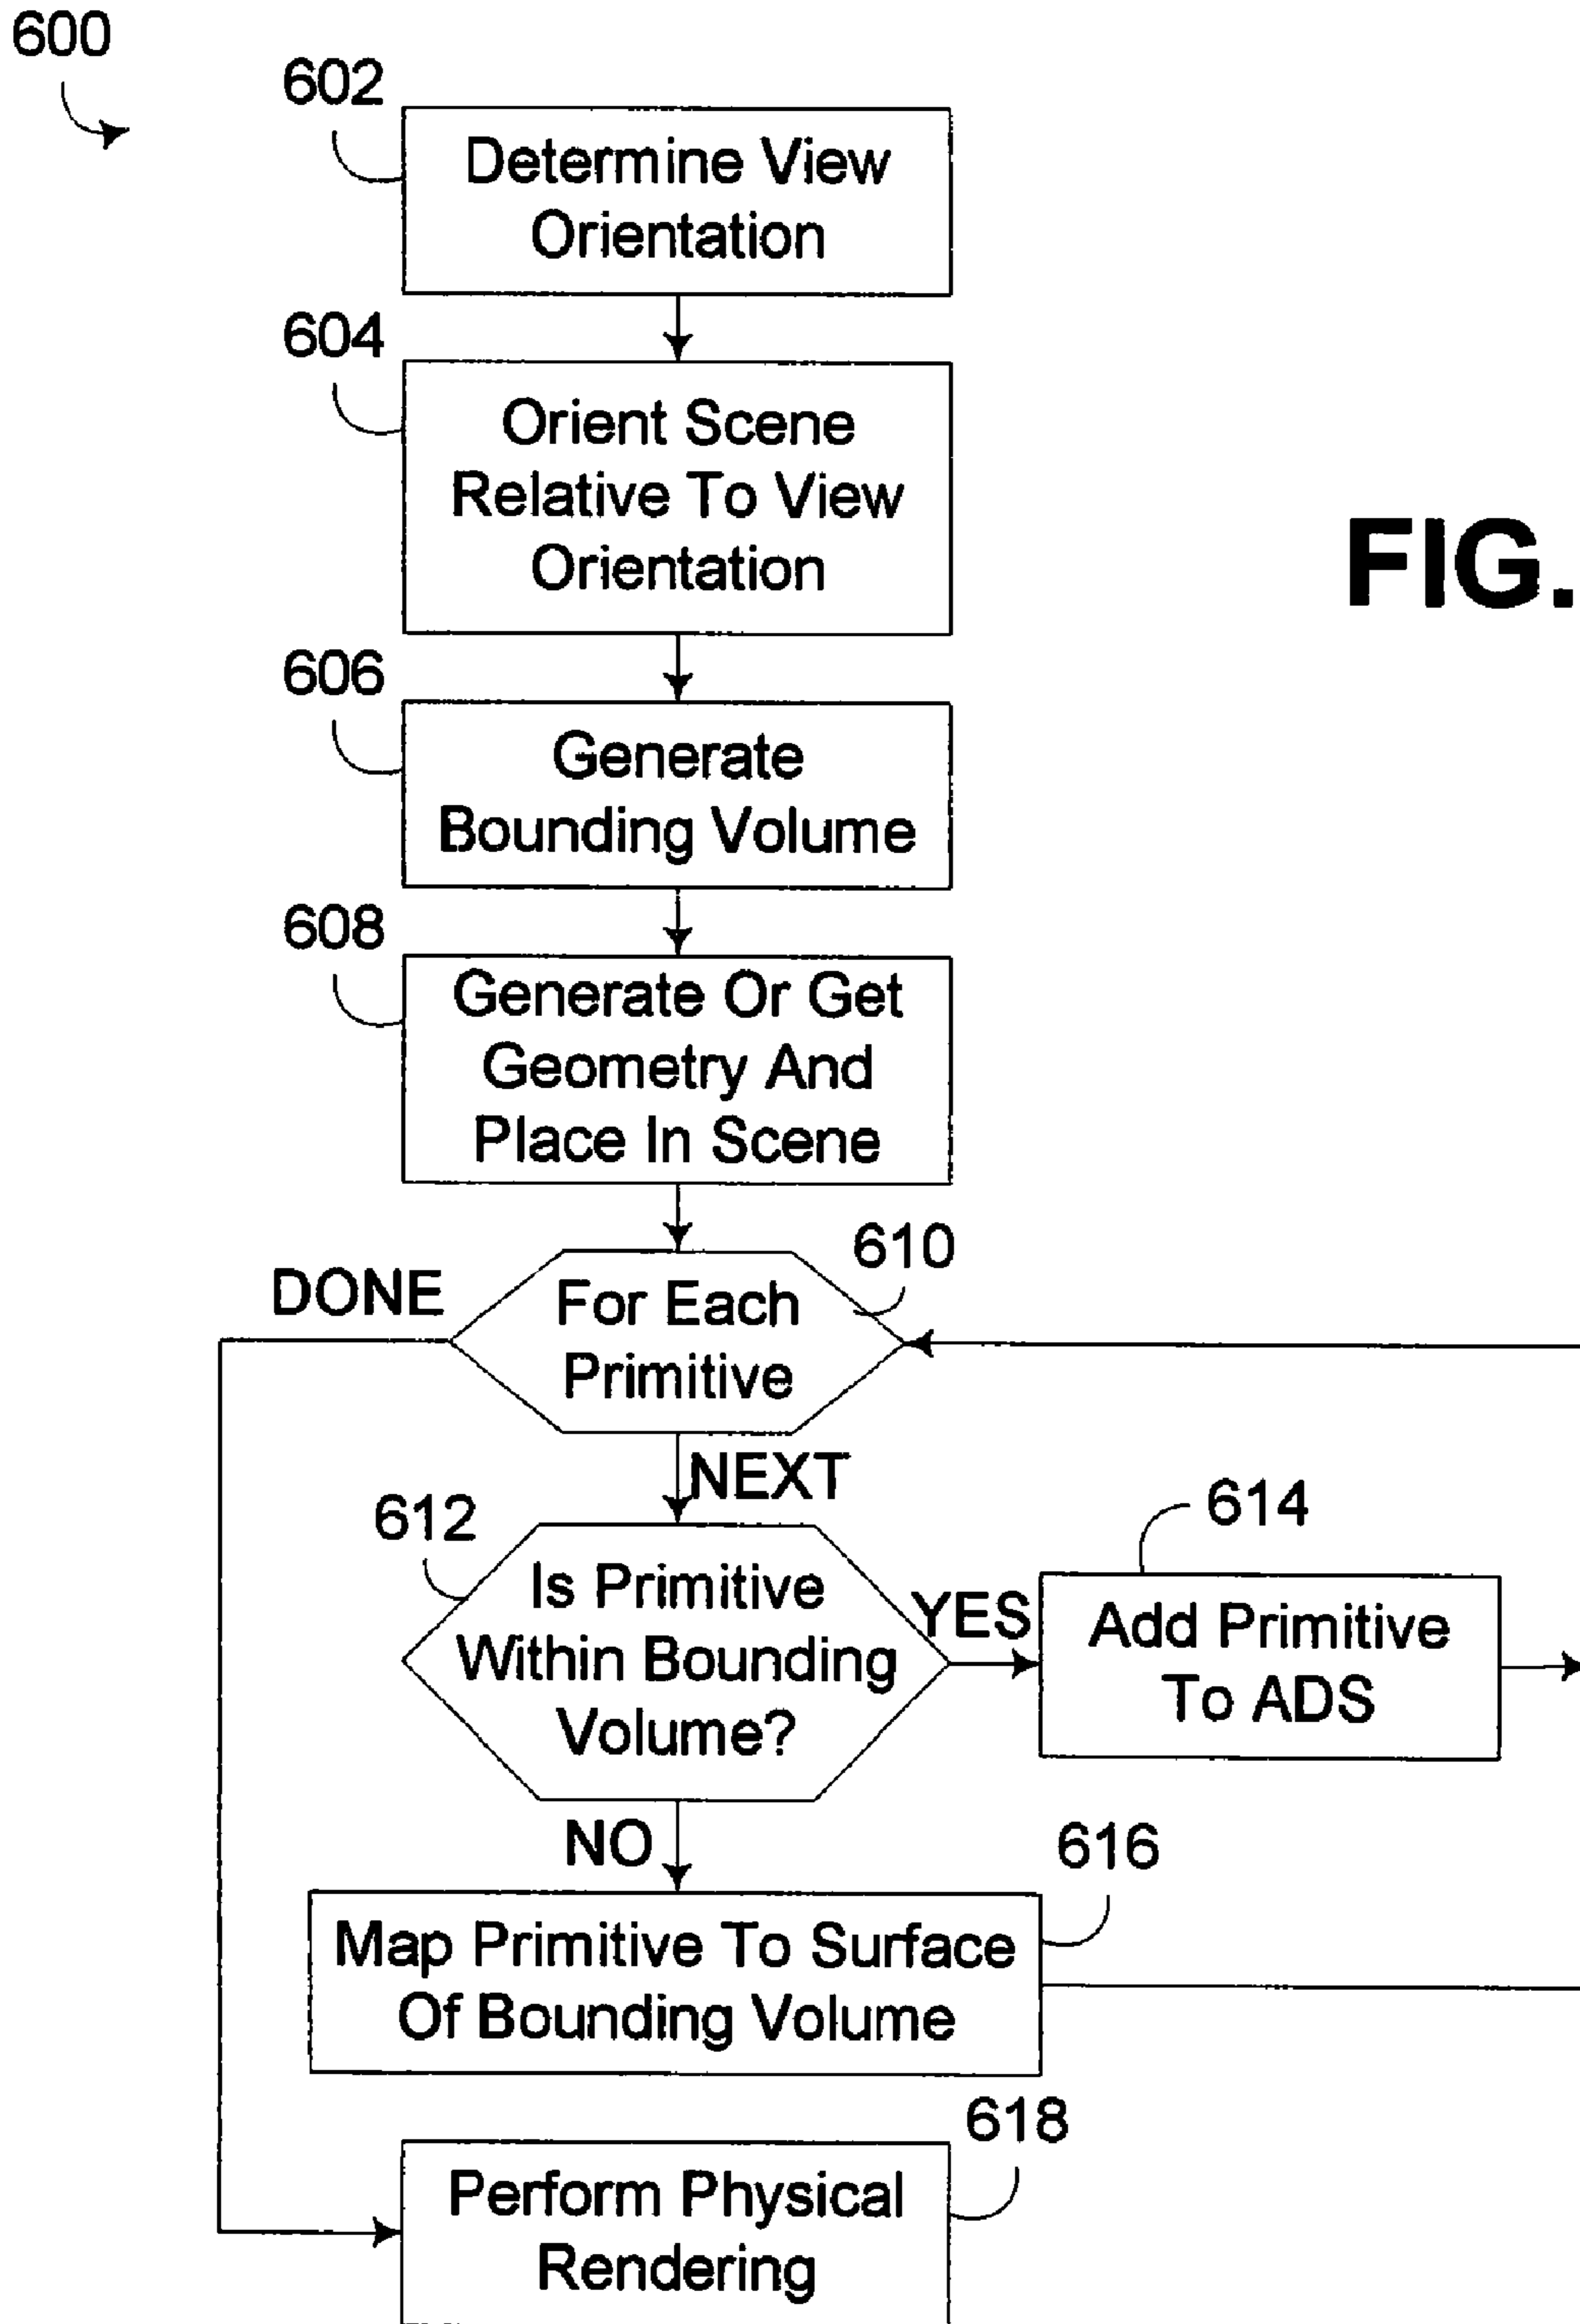 600
602
Determine View
Orientation
604
Orient Scene
Relative To View
Orientation
FIG.
606
Generate
Bounding Volume
608
Generate Or Get
Geometry And
Place In Scene
610
DONE
For Each
Primitive
NEXT
612
614
Is Primitive
Within Bounding
Volume?
YES
Add Primitive
To ADS
NO
616
Map Primitive To Surface
Of Bounding Volume
618
Perform Physical
Rendering